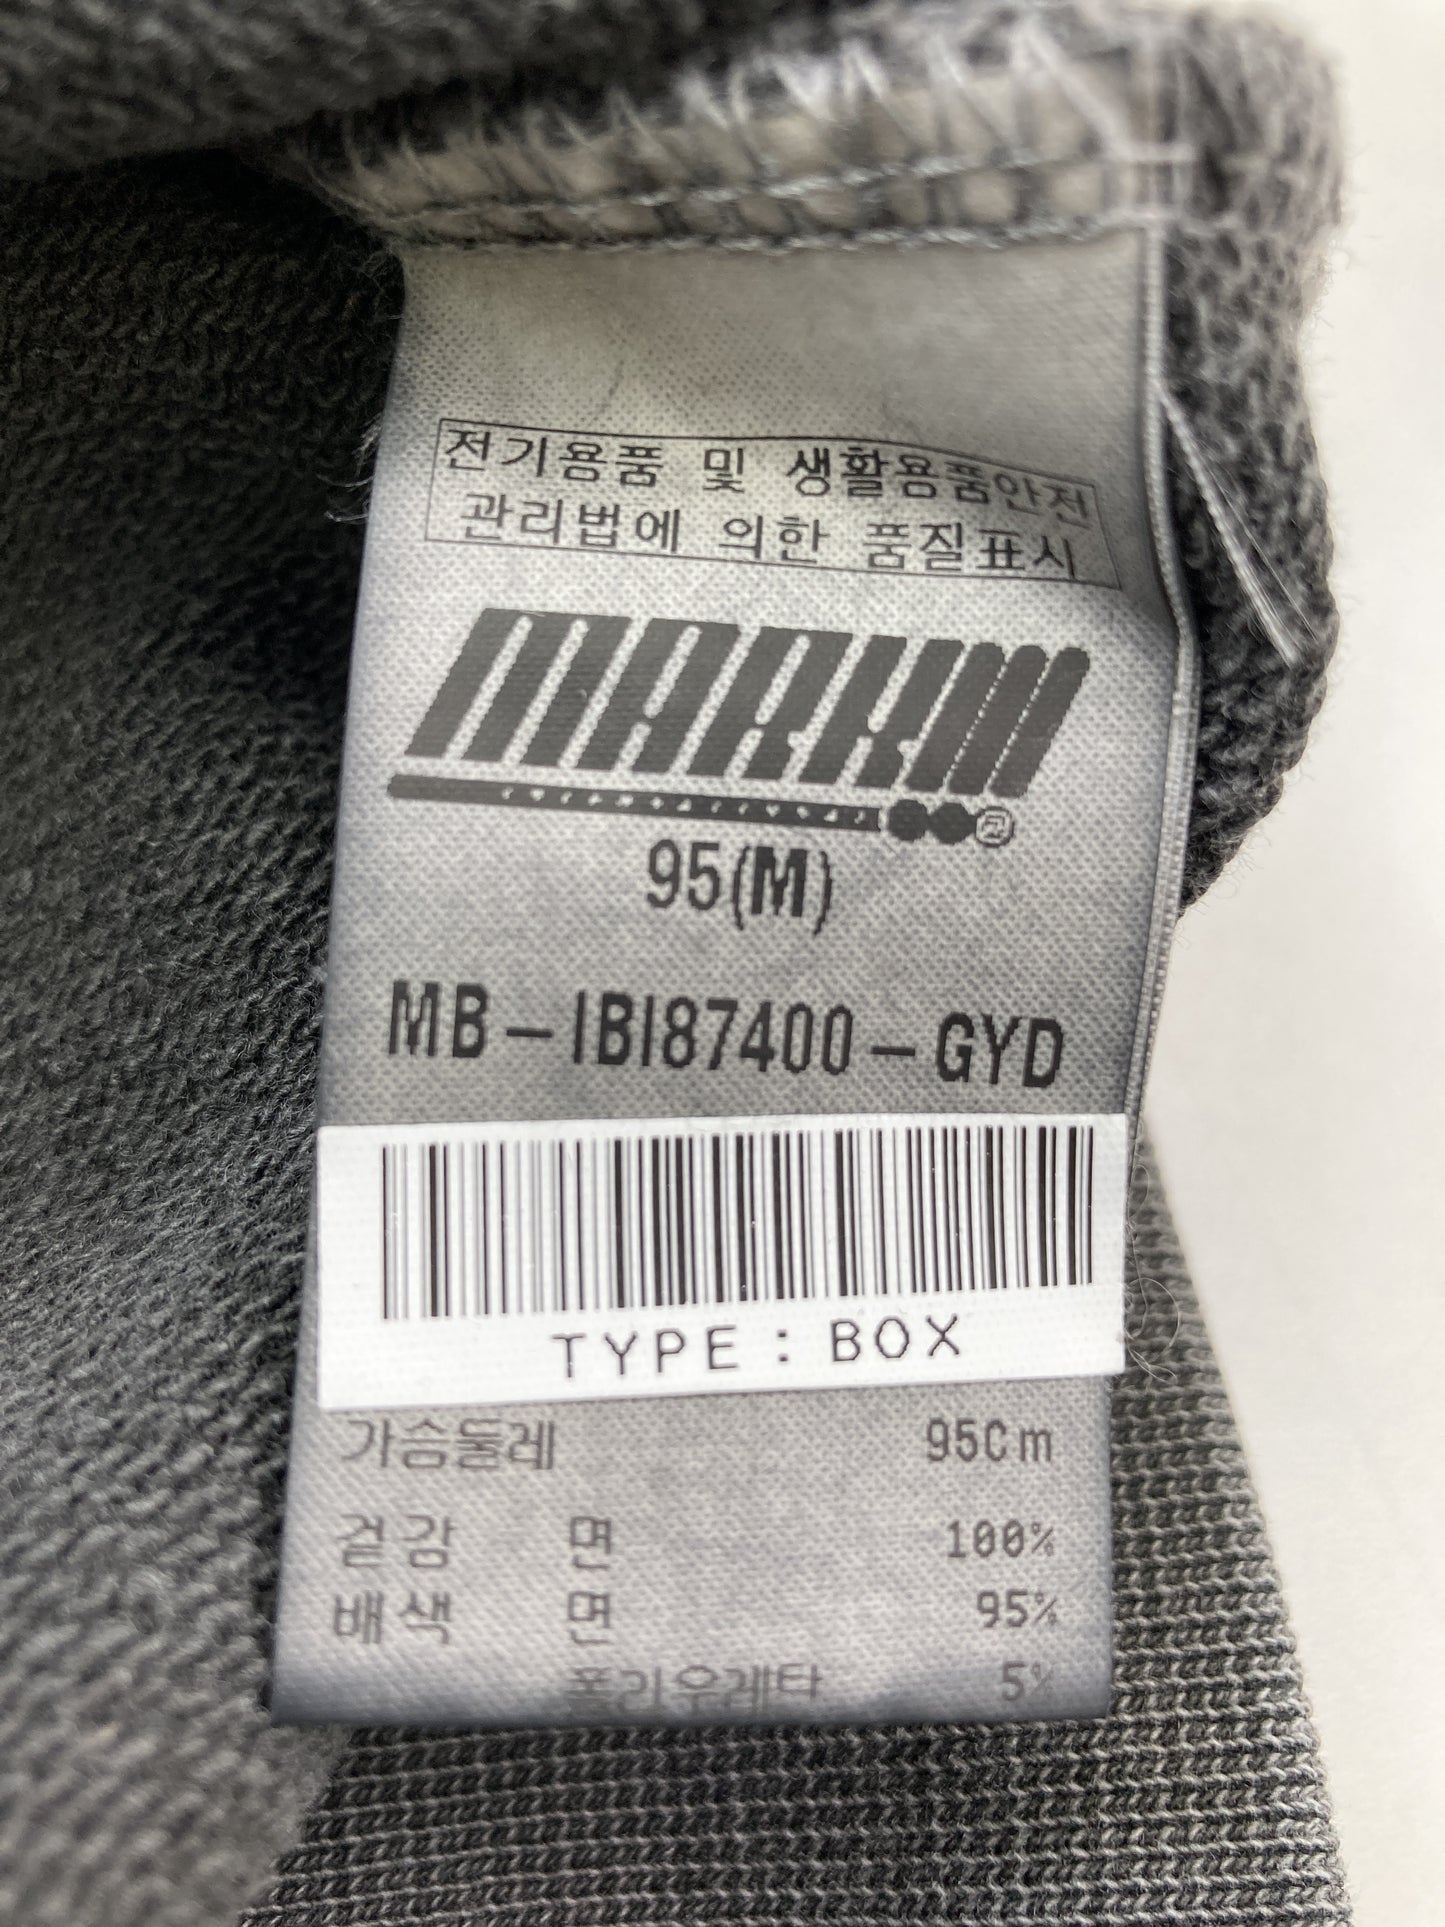 전기용품 및 생활용품안전
관리법에 의한 품질표시
MARKM
INTERNATIONAL
®
95(M)
MB-IBI87400-GYD
TYPE : BOX
가슴둘레 95Cm
겉감 면 100%
배색 면 95%
폴리우레탄 5%